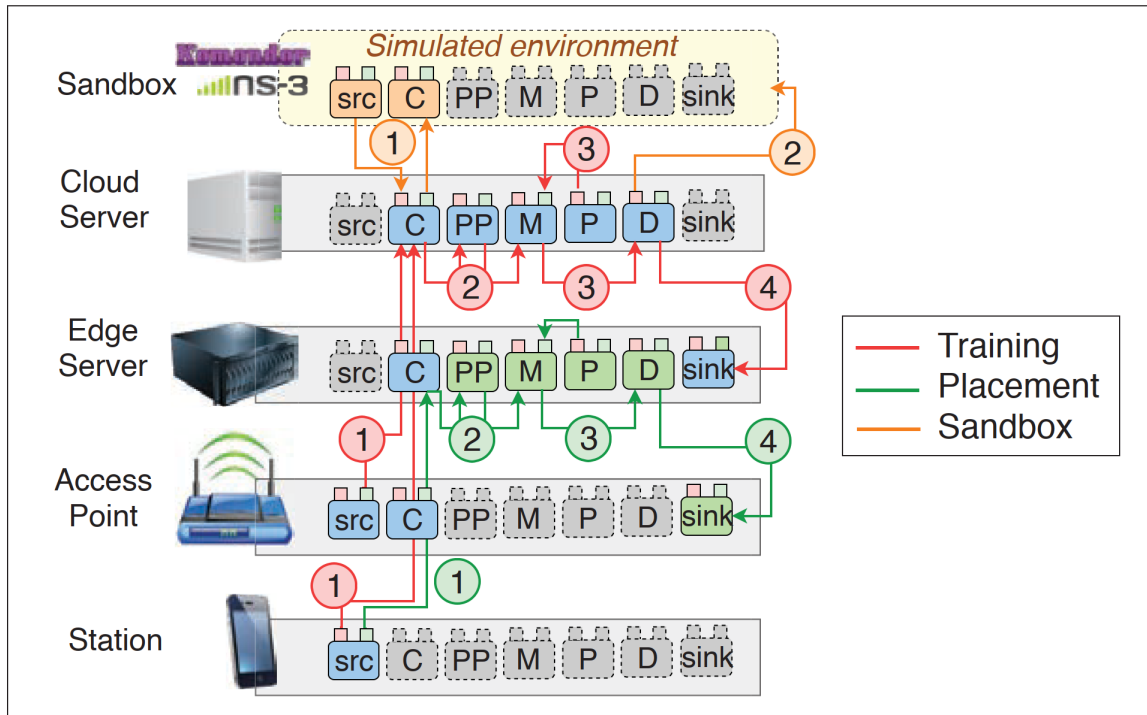 Simulated environment
Komondor
Sandbox
NS-3
src C PP M P D sink
1
3
2
Cloud
Server
src C PP M P D sink
2 3 4
Edge
Server
src C PP M P D sink
1 2 3 4
Access
Point
src C PP M P D sink
1 1
Station
src C PP M P D sink
Training
Placement
Sandbox